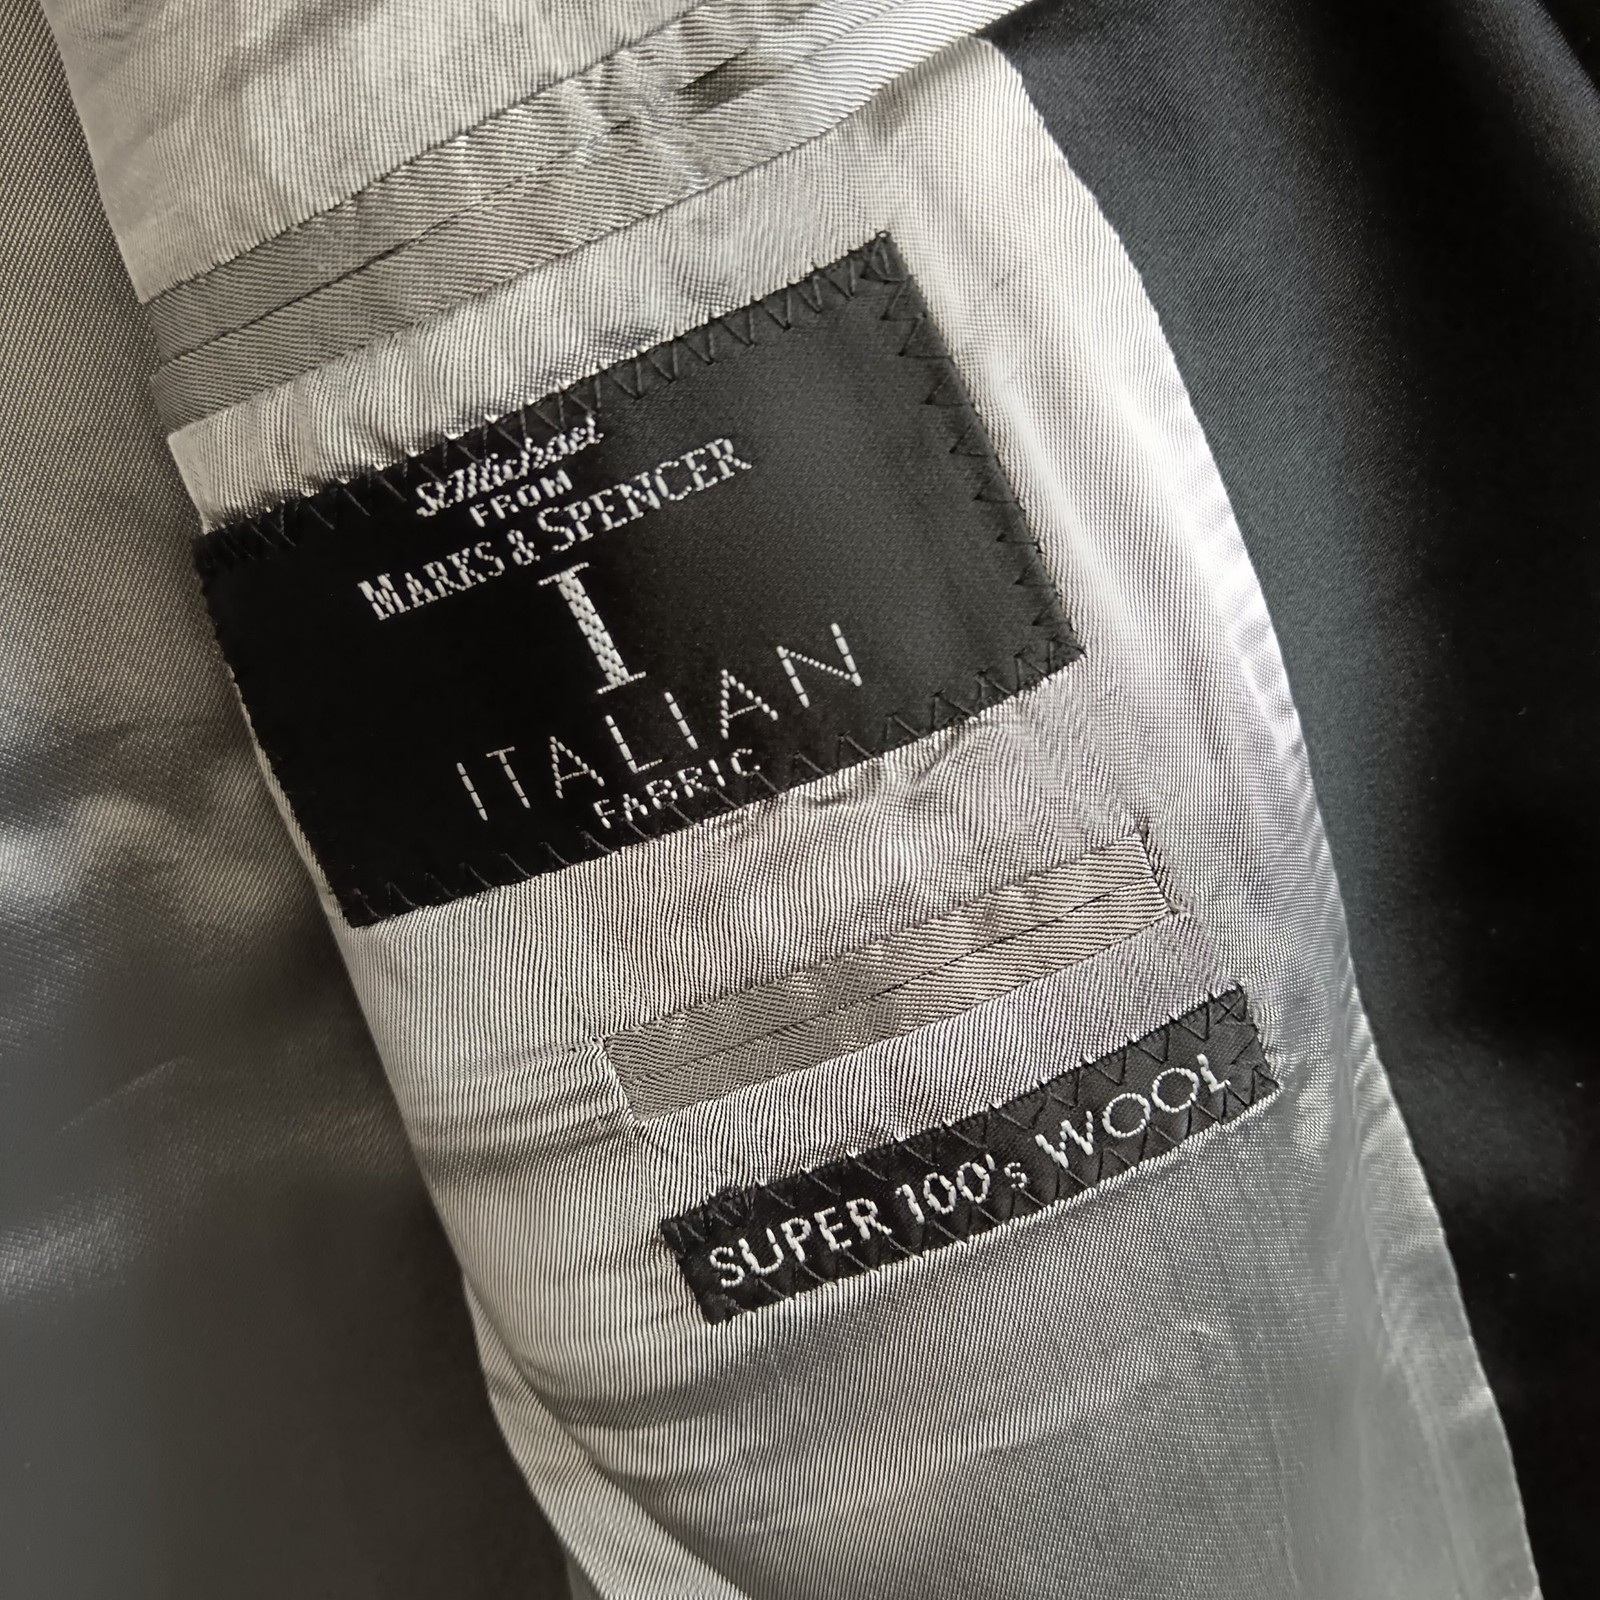 St Michael
FROM
MARKS & SPENCER
I
ITALIAN
FABRIC
SUPER 100's WOOL